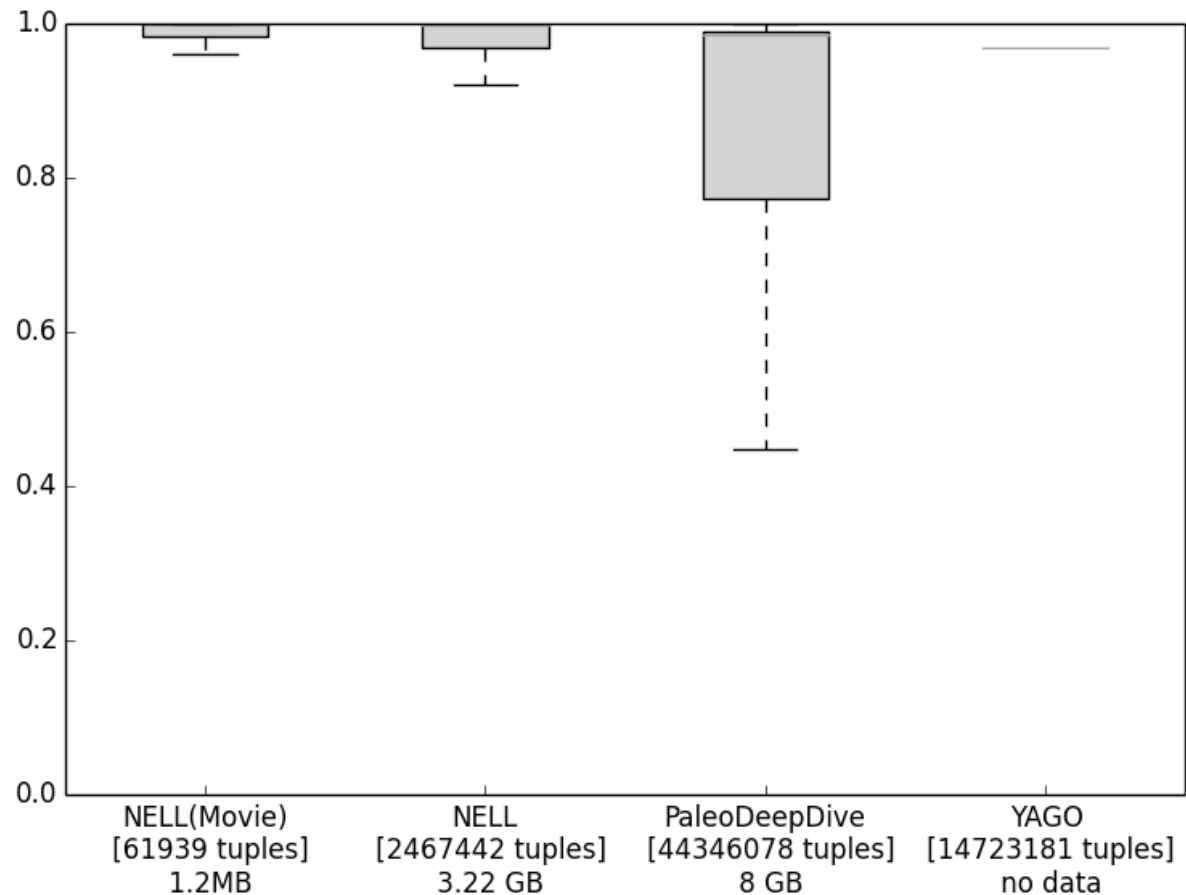 1.0
0.8
0.6
0.4
0.2
0.0
NELL(Movie) NELL PaleoDeepDive YAGO
[61939 tuples] [2467442 tuples] [44346078 tuples] [14723181 tuples]
1.2MB 3.22 GB 8 GB no data